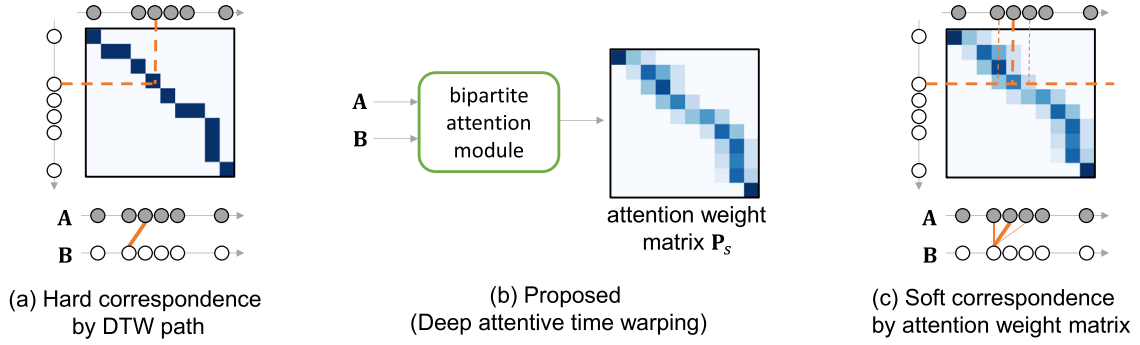 A
B
(a) Hard correspondence
by DTW path
A
B
bipartite
attention
module
attention weight
matrix P_s
(b) Proposed
(Deep attentive time warping)
A
B
(c) Soft correspondence
by attention weight matrix